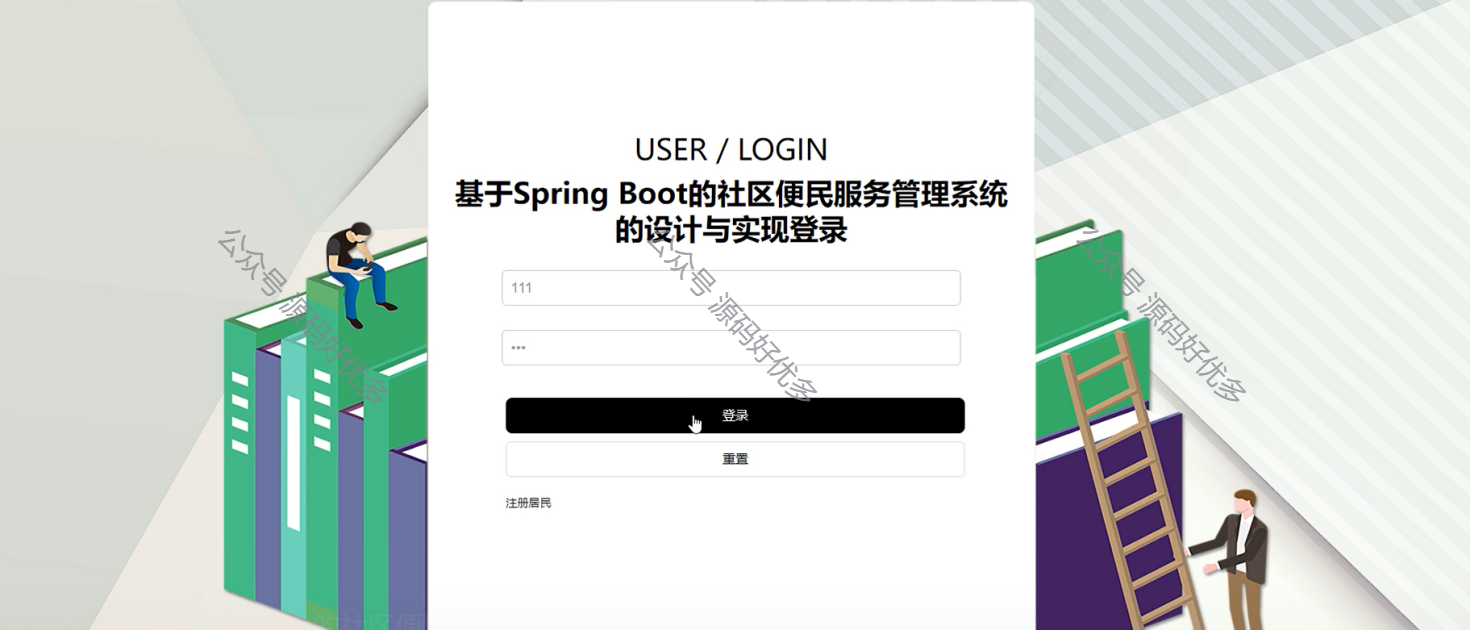 USER / LOGIN
基于Spring Boot的社区便民服务管理系统
的设计与实现登录
111
•••
登录
重置
注册居民
公众号 源码好优多
公众号 源码好优多
公众号 源码好优多